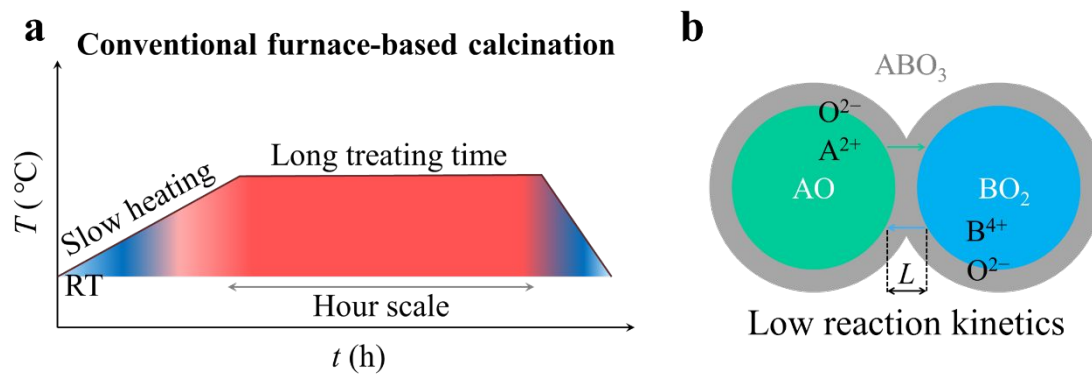 a
Conventional furnace-based calcination
T (°C)
Slow heating
Long treating time
RT
Hour scale
t (h)
b
ABO₃
O²⁻
A²⁺
AO
BO₂
B⁴⁺
O²⁻
L
Low reaction kinetics